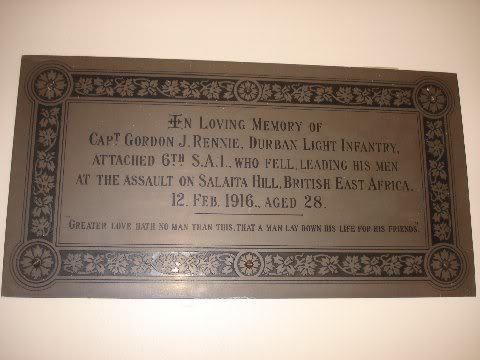 In Loving Memory of
Capt Gordon J. Rennie, Durban Light Infantry,
attached 6th S.A.I., who fell, leading his men
at the assault on Salaita Hill, British East Africa,
12. Feb. 1916., aged 28.
"Greater love hath no man than this, that a man lay down his life for his friends."